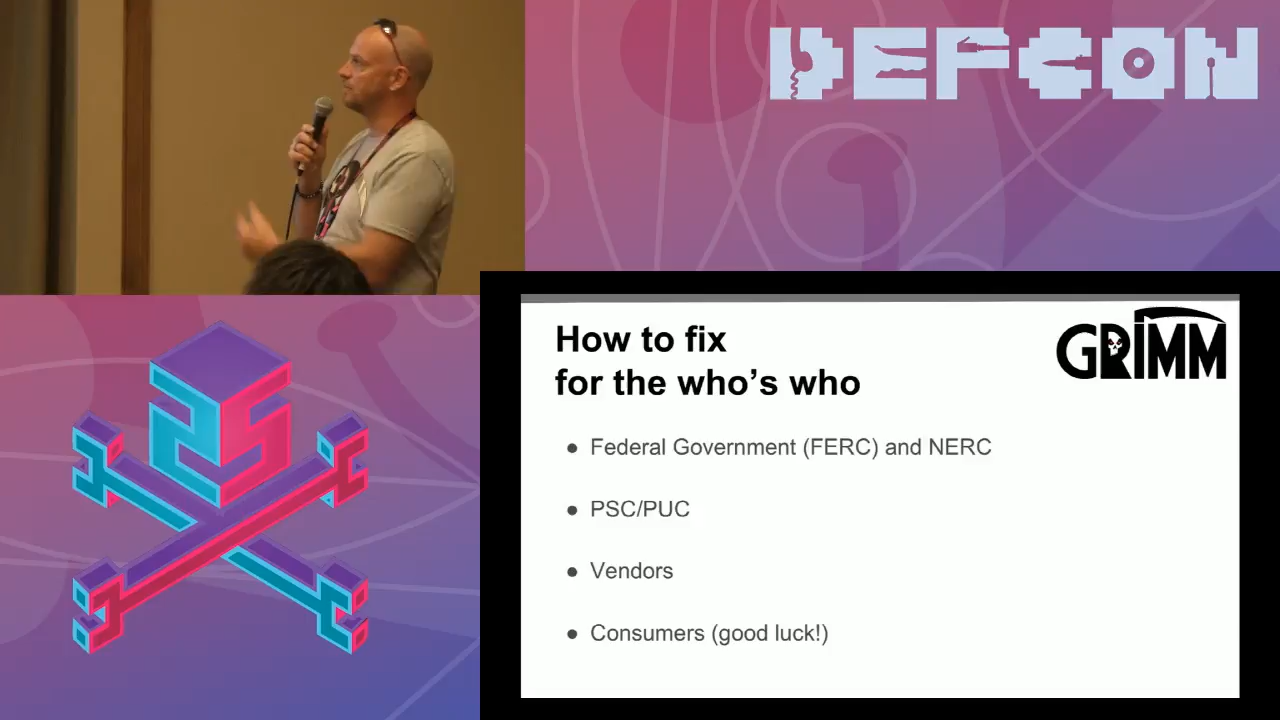 DEFCON
25
How to fix
for the who's who
GRIMM
● Federal Government (FERC) and NERC
● PSC/PUC
● Vendors
● Consumers (good luck!)